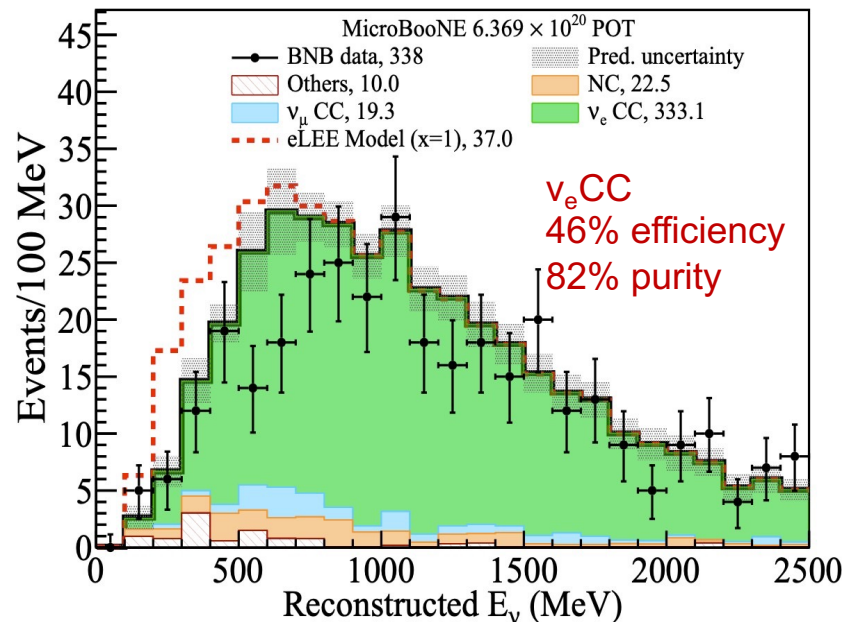 MicroBooNE 6.369 × 10²⁰ POT
BNB data, 338
Pred. uncertainty
Others, 10.0
NC, 22.5
νμ CC, 19.3
νe CC, 333.1
eLEE Model (x=1), 37.0
νeCC
46% efficiency
82% purity
Events/100 MeV
45
40
35
30
25
20
15
10
5
0
0 500 1000 1500 2000 2500
Reconstructed Eν (MeV)